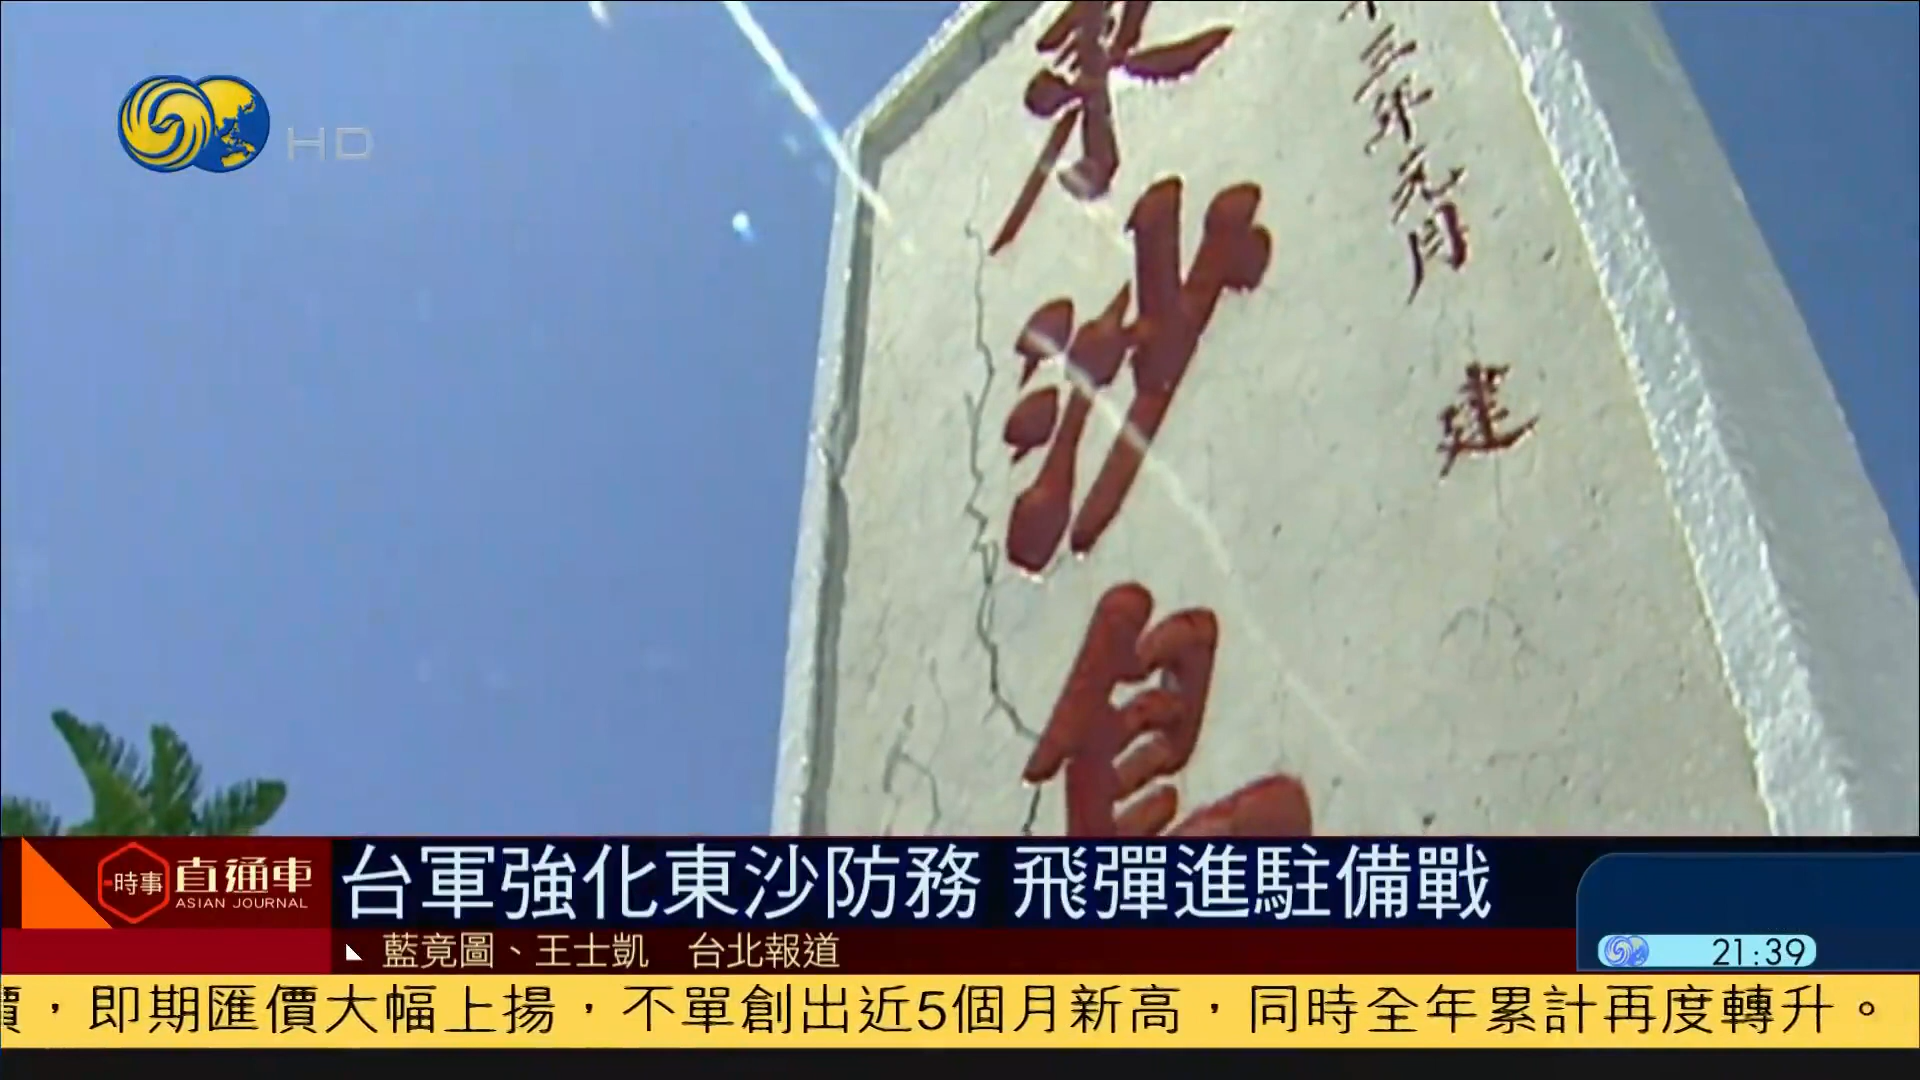 HD
東沙島
三年元月 建
時事 直通車
ASIAN JOURNAL
台軍強化東沙防務 飛彈進駐備戰
藍竟圖、王士凱 台北報道
21:39
，即期匯價大幅上揚，不單創出近5個月新高，同時全年累計再度轉升。